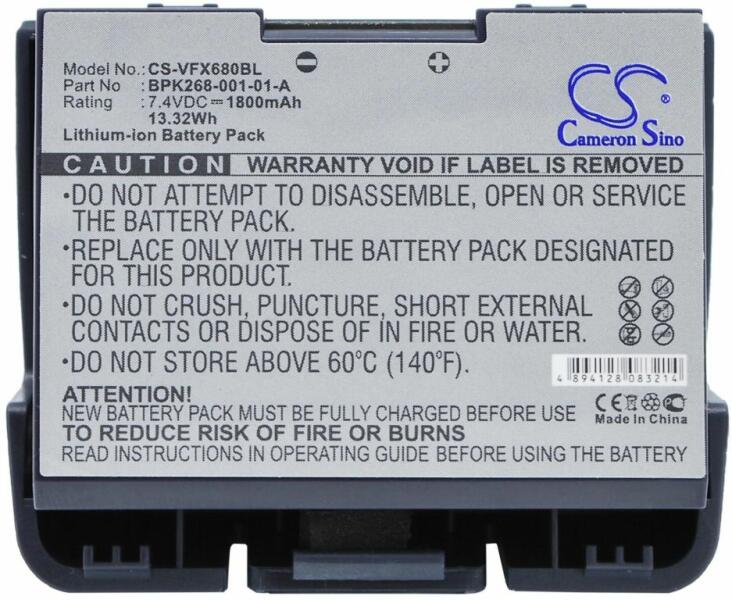 Model No.: CS-VFX680BL
Part No : BPK268-001-01-A
Rating : 7.4VDC 1800mAh
13.32Wh
Lithium-ion Battery Pack
Cameron Sino
CAUTION WARRANTY VOID IF LABEL IS REMOVED
•DO NOT ATTEMPT TO DISASSEMBLE, OPEN OR SERVICE
THE BATTERY PACK.
•REPLACE ONLY WITH THE BATTERY PACK DESIGNATED
FOR THIS PRODUCT.
•DO NOT CRUSH, PUNCTURE, SHORT EXTERNAL
CONTACTS OR DISPOSE OF IN FIRE OR WATER.
•DO NOT STORE ABOVE 60°C (140°F).
4 894128 083214
ATTENTION!
NEW BATTERY PACK MUST BE FULLY CHARGED BEFORE USE
TO REDUCE RISK OF FIRE OR BURNS
READ INSTRUCTIONS IN OPERATING GUIDE BEFORE USING THE BATTERY
CE
Made In China